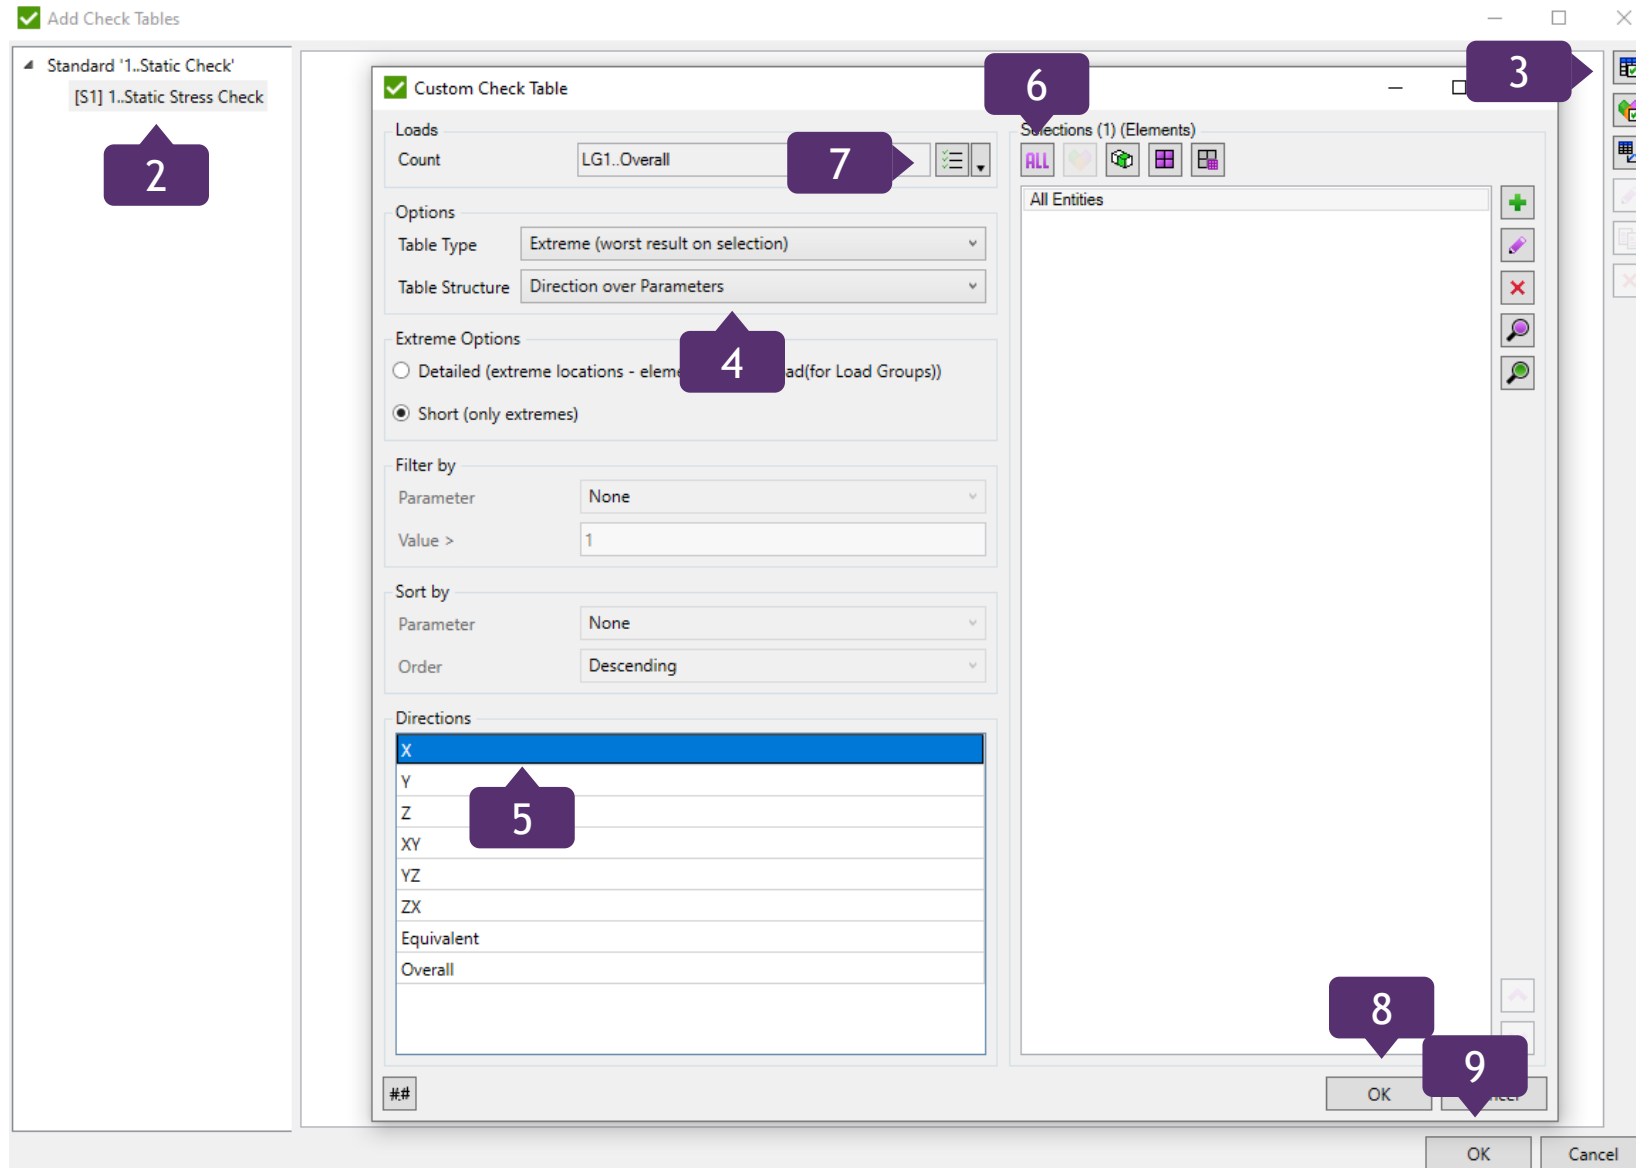 Add Check Tables
Standard '1..Static Check'
[S1] 1..Static Stress Check
2
3
Custom Check Table
6
Loads
Count
LG1..Overall
7
Options
Table Type
Extreme (worst result on selection)
Table Structure
Direction over Parameters
4
Extreme Options
Detailed (extreme locations - eleme ad(for Load Groups))
Short (only extremes)
Filter by
Parameter
None
Value >
1
Sort by
Parameter
None
Order
Descending
Directions
X
Y
5
Z
XY
YZ
ZX
Equivalent
Overall
#.#
Selections (1) (Elements)
ALL
All Entities
8
9
OK
OK
Cancel